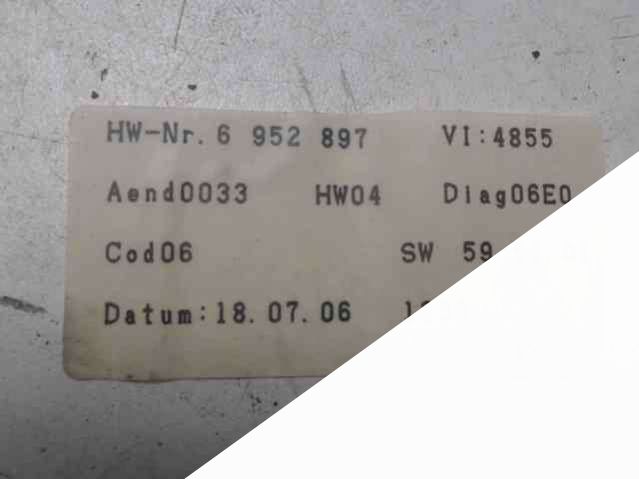 HW-Nr. 6 952 897 VI:4855
Aend0033 HW04 Diag06E0
Cod06 SW 59
Datum:18.07.06